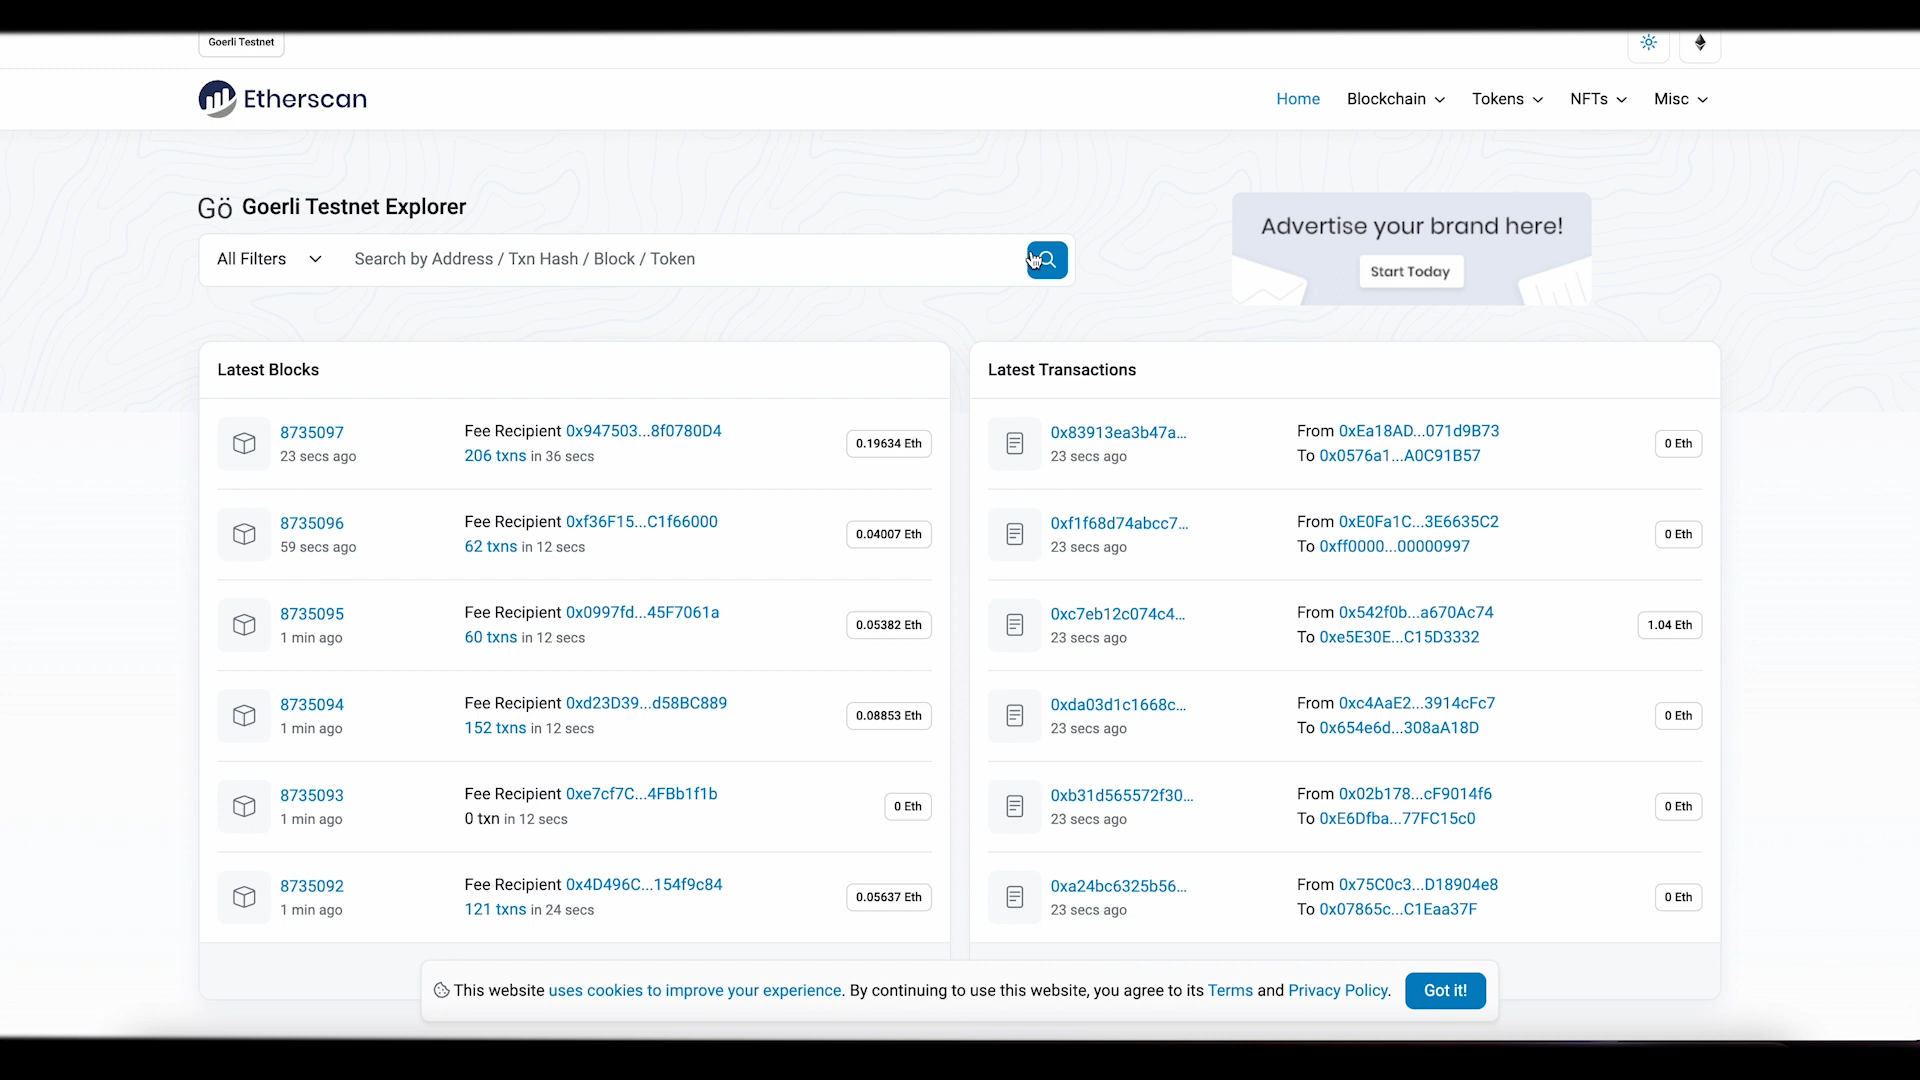 Goerli Testnet
Etherscan
Home
Blockchain
Tokens
NFTs
Misc
Gö Goerli Testnet Explorer
All Filters
Search by Address / Txn Hash / Block / Token
Advertise your brand here!
Start Today
Latest Blocks
8735097
23 secs ago
Fee Recipient 0x947503...8f0780D4
206 txns in 36 secs
0.19634 Eth
8735096
59 secs ago
Fee Recipient 0xf36F15...C1f66000
62 txns in 12 secs
0.04007 Eth
8735095
1 min ago
Fee Recipient 0x0997fd...45F7061a
60 txns in 12 secs
0.05382 Eth
8735094
1 min ago
Fee Recipient 0xd23D39...d58BC889
152 txns in 12 secs
0.08853 Eth
8735093
1 min ago
Fee Recipient 0xe7cf7C...4FBb1f1b
0 txn in 12 secs
0 Eth
8735092
1 min ago
Fee Recipient 0x4D496C...154f9c84
121 txns in 24 secs
0.05637 Eth
Latest Transactions
0x83913ea3b47a...
23 secs ago
From 0xEa18AD...071d9B73
To 0x0576a1...A0C91B57
0 Eth
0xf1f68d74abcc7...
23 secs ago
From 0xE0Fa1C...3E6635C2
To 0xff0000...00000997
0 Eth
0xc7eb12c074c4...
23 secs ago
From 0x542f0b...a670Ac74
To 0xe5E30E...C15D3332
1.04 Eth
0xda03d1c1668c...
23 secs ago
From 0xc4AaE2...3914cFc7
To 0x654e6d...308aA18D
0 Eth
0xb31d565572f30...
23 secs ago
From 0x02b178...cF9014f6
To 0xE6Dfba...77FC15c0
0 Eth
0xa24bc6325b56...
23 secs ago
From 0x75C0c3...D18904e8
To 0x07865c...C1Eaa37F
0 Eth
This website uses cookies to improve your experience. By continuing to use this website, you agree to its Terms and Privacy Policy.
Got it!